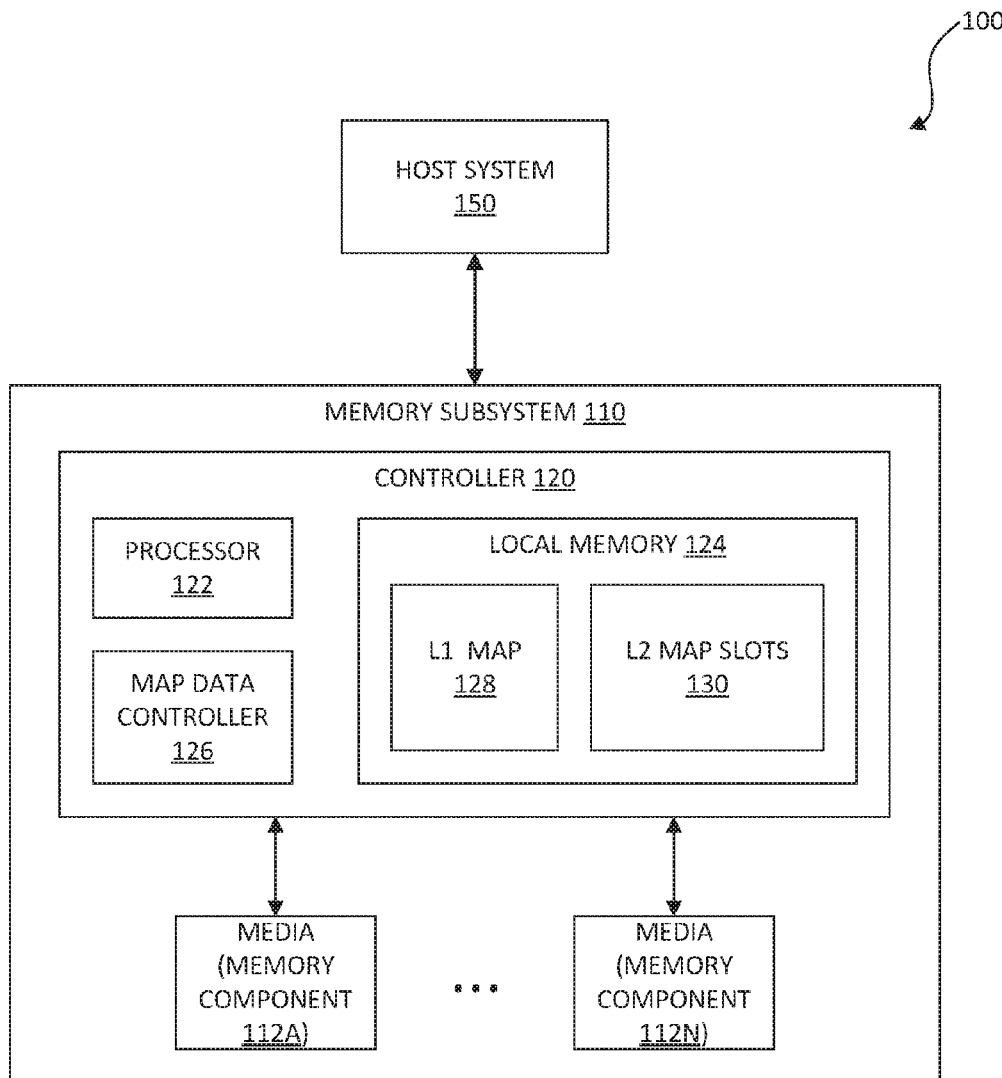 100
HOST SYSTEM
150
MEMORY SUBSYSTEM 110
CONTROLLER 120
PROCESSOR
122
MAP DATA
CONTROLLER
126
LOCAL MEMORY 124
L1 MAP
128
L2 MAP SLOTS
130
MEDIA
(MEMORY
COMPONENT
112A)
...
MEDIA
(MEMORY
COMPONENT
112N)